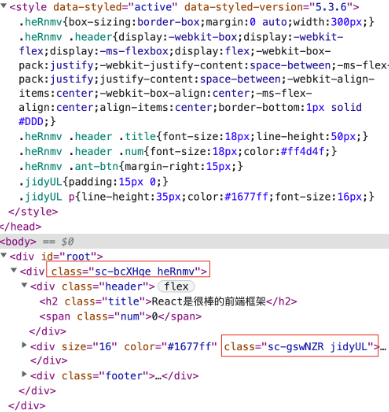 <style data-styled="active" data-styled-version="5.3.6">
.heRnmv{box-sizing:border-box;margin:0 auto;width:300px;}
.heRnmv .header{display:-webkit-box;display:-webkit-
flex;display:-ms-flexbox;display:flex;-webkit-box-
pack:justify;-webkit-justify-content:space-between;-ms-flex-
pack:justify;justify-content:space-between;-webkit-align-
items:center;-webkit-box-align:center;-ms-flex-
align:center;align-items:center;border-bottom:1px solid
#DDD;}
.heRnmv .header .title{font-size:18px;line-height:50px;}
.heRnmv .header .num{font-size:18px;color:#ff4d4f;}
.heRnmv .ant-btn{margin-right:15px;}
.jidyUL{padding:15px 0;}
.jidyUL p{line-height:35px;color:#1677ff;font-size:16px;}
</style>
</head>
<body> == $0
<div id="root">
<div class="sc-bcXHqe heRnmv">
<div class="header"> flex
<h2 class="title">React是很棒的前端框架</h2>
<span class="num">0</span>
</div>
<div size="16" color="#1677ff" class="sc-gswNZR jidyUL">…
</div>
<div class="footer">…</div>
</div>
</div>